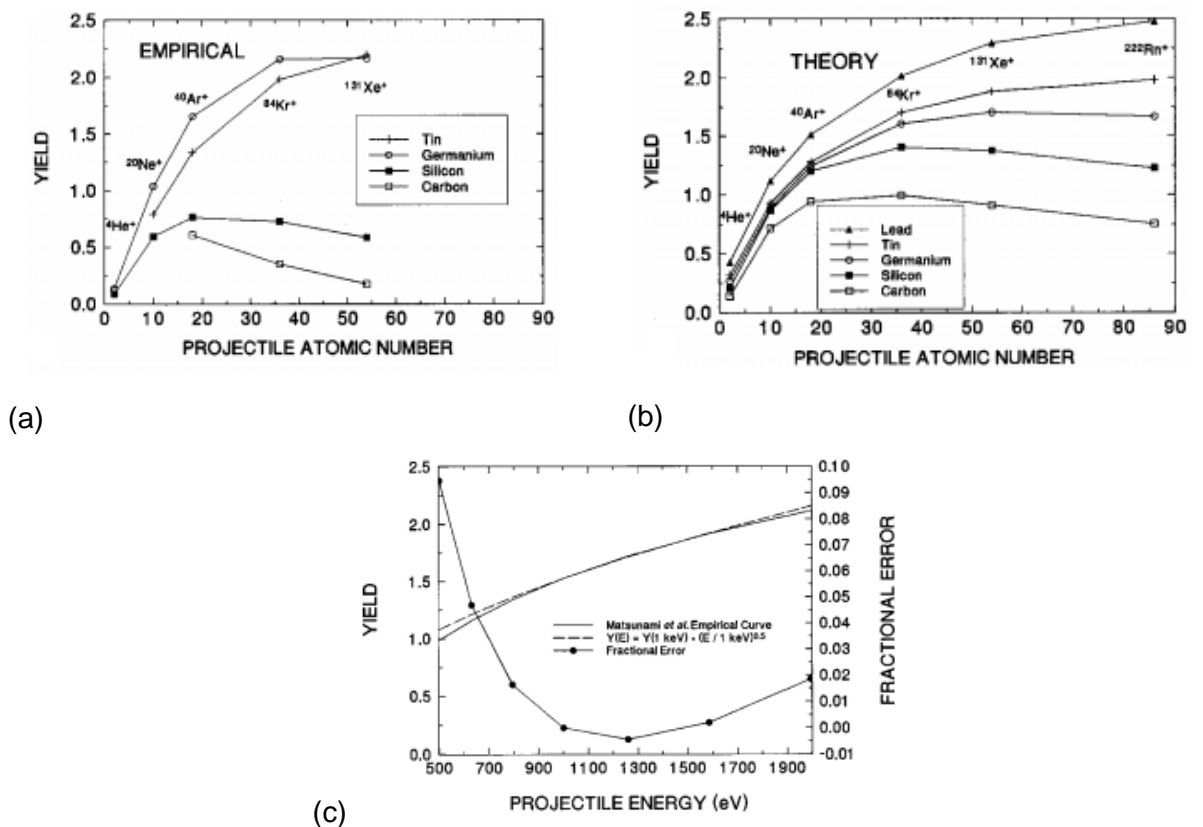 2.5
2.0
1.5
1.0
0.5
0.0
YIELD
EMPIRICAL
⁴He⁺
²⁰Ne⁺
⁴⁰Ar⁺
⁸⁴Kr⁺
¹³¹Xe⁺
Tin
Germanium
Silicon
Carbon
0 10 20 30 40 50 60 70 80 90
PROJECTILE ATOMIC NUMBER
(a)
2.5
2.0
1.5
1.0
0.5
0.0
YIELD
THEORY
⁴He⁺
²⁰Ne⁺
⁴⁰Ar⁺
⁸⁴Kr⁺
¹³¹Xe⁺
²²²Rn⁺
Lead
Tin
Germanium
Silicon
Carbon
0 10 20 30 40 50 60 70 80 90
PROJECTILE ATOMIC NUMBER
(b)
2.5
2.0
1.5
1.0
0.5
0.0
YIELD
Matsunami et al. Empirical Curve
Y(E) = Y(1 keV) * (E / 1 keV)⁰·⁵
Fractional Error
0.10
0.09
0.08
0.07
0.06
0.05
0.04
0.03
0.02
0.01
0.00
-0.01
FRACTIONAL ERROR
500 700 900 1100 1300 1500 1700 1900
PROJECTILE ENERGY (eV)
(c)